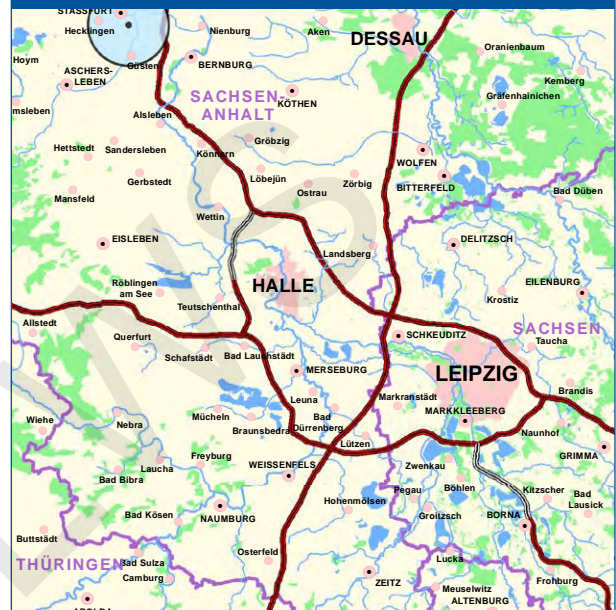 STASSFURT
Hecklingen
Nienburg
Aken
DESSAU
Oranienbaum
Hoym
Güsten
BERNBURG
ASCHERS-
LEBEN
Kemberg
SACHSEN-
ANHALT
KÖTHEN
Gräfenhainichen
Alsleben
Hettstedt
Sandersleben
Könnern
Gröbzig
WOLFEN
Gerbstedt
Löbejün
Zörbig
BITTERFELD
Mansfeld
Ostrau
Bad Düben
Wettin
EISLEBEN
Landsberg
DELITZSCH
Röblingen
am See
HALLE
EILENBURG
Teutschenthal
Krostiz
Allstedt
SCHKEUDITZ
SACHSEN
Querfurt
Taucha
Schafstädt
Bad Lauchstädt
MERSEBURG
LEIPZIG
Leuna
Markranstädt
Brandis
Wiehe
Nebra
Mücheln
Bad
Dürrenberg
MARKKLEEBERG
Braunsbedra
Lützen
Naunhof
Laucha
Freyburg
WEISSENFELS
Zwenkau
GRIMMA
Bad Bibra
Pegau
Böhlen
Kitzscher
Bad
Lausick
Hohenmölsen
Bad Kösen
NAUMBURG
Groitzsch
BORNA
Buttstädt
Osterfeld
Lucka
THÜRINGEN
Bad Sulza
Camburg
ZEITZ
Frohburg
Meuselwitz
ALTENBURG